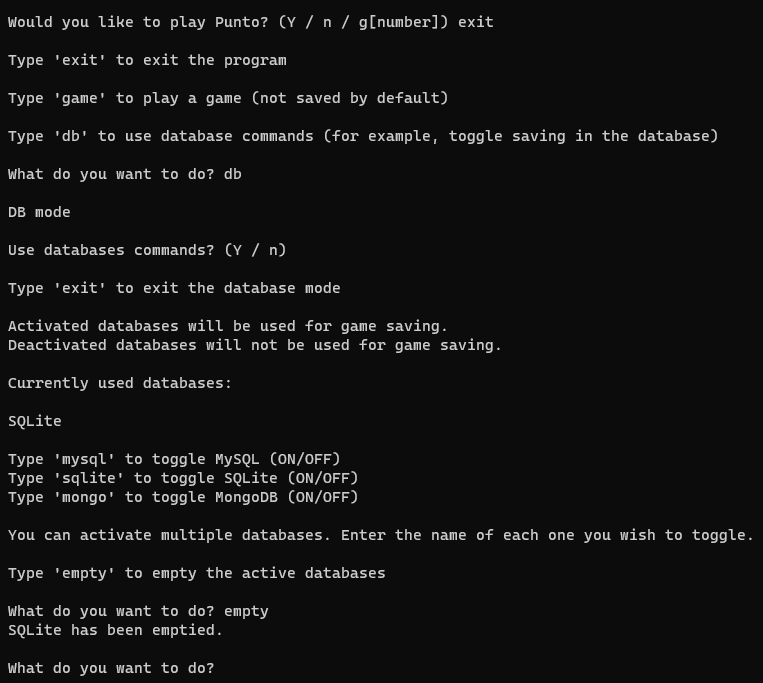 Would you like to play Punto? (Y / n / g[number]) exit
Type 'exit' to exit the program
Type 'game' to play a game (not saved by default)
Type 'db' to use database commands (for example, toggle saving in the database)
What do you want to do? db
DB mode
Use databases commands? (Y / n)
Type 'exit' to exit the database mode
Activated databases will be used for game saving.
Deactivated databases will not be used for game saving.
Currently used databases:
SQLite
Type 'mysql' to toggle MySQL (ON/OFF)
Type 'sqlite' to toggle SQLite (ON/OFF)
Type 'mongo' to toggle MongoDB (ON/OFF)
You can activate multiple databases. Enter the name of each one you wish to toggle.
Type 'empty' to empty the active databases
What do you want to do? empty
SQLite has been emptied.
What do you want to do?